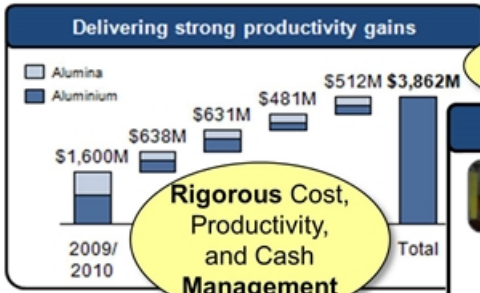 Delivering strong productivity gains
Alumina
Aluminium
$1,600M
$638M
$631M
$481M
$512M
$3,862M
Rigorous Cost,
Productivity,
and Cash
Management
2009/
2010
Total